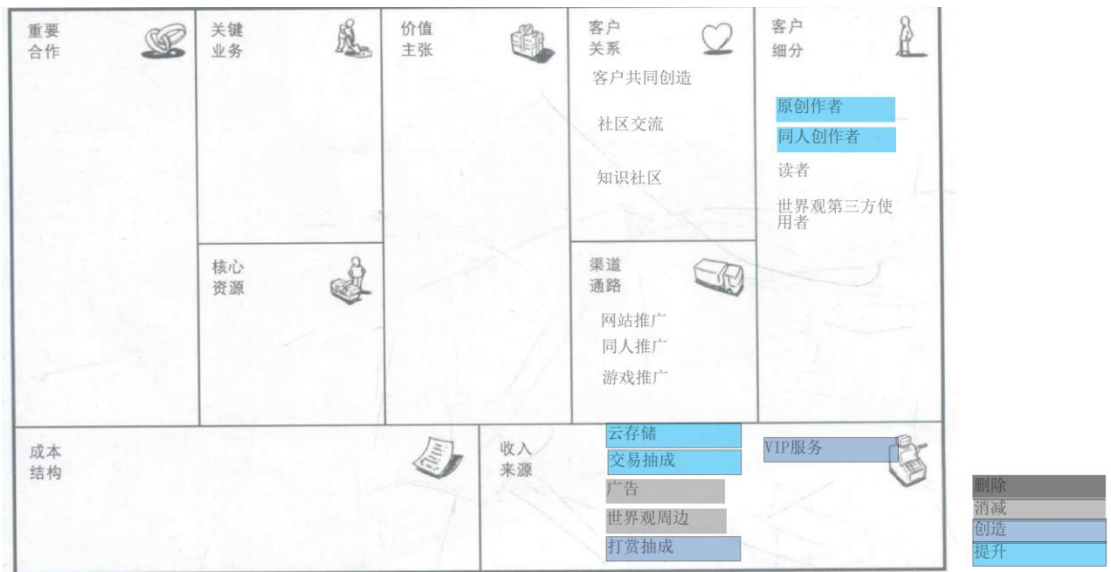 重要
合作
关键
业务
价值
主张
客户
关系
客户共同创造
社区交流
知识社区
客户
细分
原创作者
同人创作者
读者
世界观第三方使
用者
核心
资源
渠道
通路
网站推广
同人推广
游戏推广
成本
结构
收入
来源
云存储
交易抽成
广告
世界观周边
打赏抽成
VIP服务
删除
消减
创造
提升